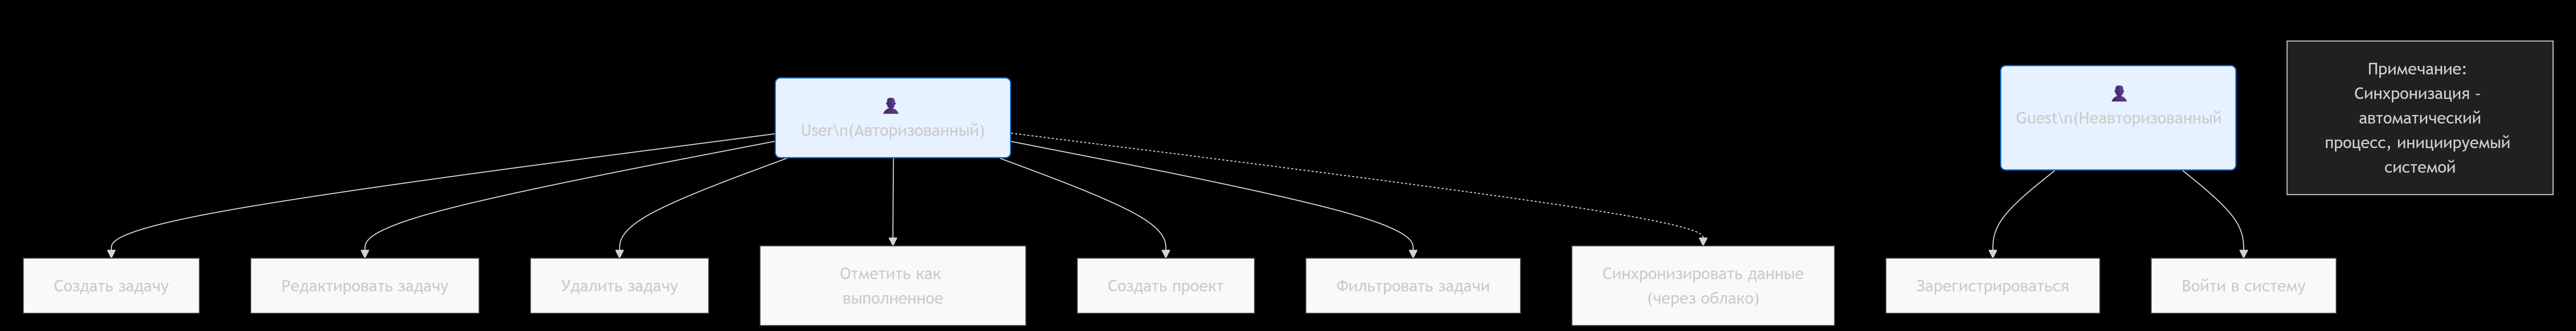 User\n(Авторизованный)
Guest\n(Неавторизованный
Примечание:
Синхронизация -
автоматический
процесс, инициируемый
системой
Создать задачу
Редактировать задачу
Удалить задачу
Отметить как
выполненное
Создать проект
Фильтровать задачи
Синхронизировать данные
(через облако)
Зарегистрироваться
Войти в систему